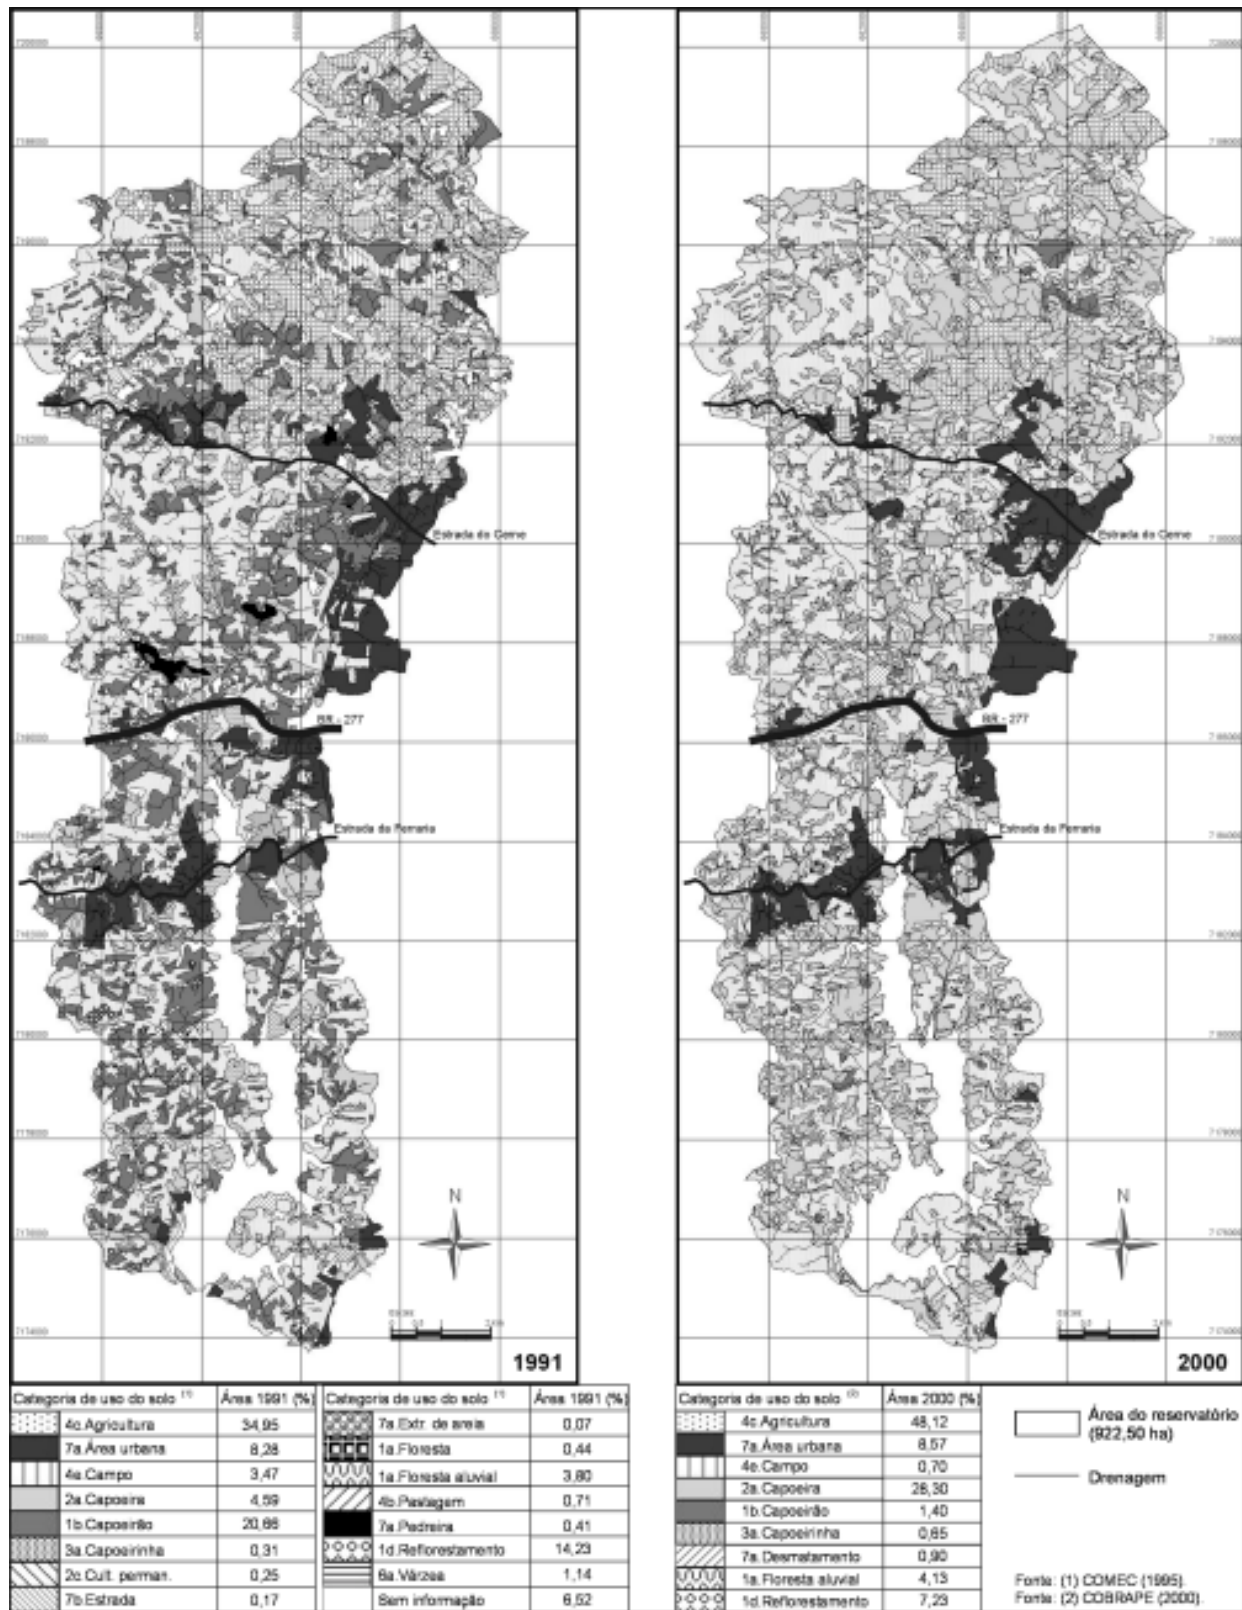 Estrada do Cerne
BR - 277
Estrada da Ferraria
N
1991
Estrada do Cerne
BR - 277
Estrada da Ferraria
N
2000
Categoria de uso do solo (1) Área 1991 (%)
4c.Agricultura 34,95
7a.Área urbana 8,28
4e.Campo 3,47
2a.Capoeira 4,59
1b.Capoeirão 20,66
3a.Capoeirinha 0,31
2c.Cult. perman. 0,25
7b.Estrada 0,17
Categoria de uso do solo (1) Área 1991 (%)
7a.Extr. de areia 0,07
1a.Floresta 0,44
1a.Floresta aluvial 3,80
4b.Pastagem 0,71
7a.Pedreira 0,41
1d.Reflorestamento 14,23
6a.Várzea 1,14
Sem informação 6,52
Categoria de uso do solo (2) Área 2000 (%)
4c.Agricultura 48,12
7a.Área urbana 8,57
4e.Campo 0,70
2a.Capoeira 28,30
1b.Capoeirão 1,40
3a.Capoeirinha 0,65
7a.Desmatamento 0,90
1a.Floresta aluvial 4,13
1d.Reflorestamento 7,23
Área do reservatório
(922,50 ha)
Drenagem
Fonte: (1) COMEC (1995).
Fonte: (2) COBRAPE (2000).